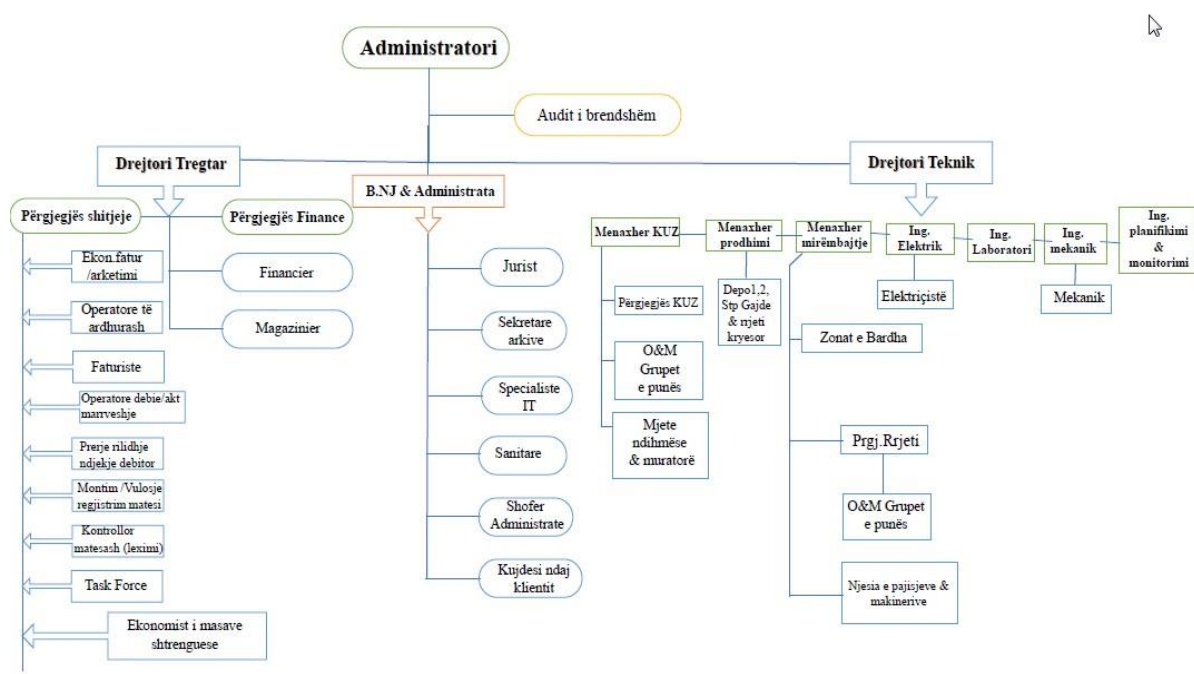 Administratori
Audit i brendshëm
Drejtori Tregtar
B.NJ & Administrata
Drejtori Teknik
Përgjegjës shitjeje
Përgjegjës Finance
Ekon.fatur
/arketimi
Operatore të
ardhurash
Faturiste
Operatore debie/akt
marrveshje
Prerje rilidhje
ndjekje debitor
Montim /Vulosje
regjistrim matesi
Kontrollor
matesash (leximi)
Task Force
Ekonomist i masave
shtrenguese
Financier
Magazinier
Jurist
Sekretare
arkive
Specialiste
IT
Sanitare
Shofer
Administrate
Kujdesi ndaj
klientit
Menaxher KUZ
Menaxher
prodhimi
Menaxher
mirëmbajtje
Ing.
Elektrik
Ing.
Laboratori
Ing.
mekanik
Ing.
planifikimi
&
monitorimi
Përgjegjës KUZ
O&M
Grupet
e punës
Mjete
ndihmëse
& muratorë
Depo1,2,
Stp Gajde
& rrjeti
kryesor
Elektriçistë
Mekanik
Zonat e Bardha
Prgj.Rrjeti
O&M Grupet
e punës
Njesia e pajisjeve &
makinerive